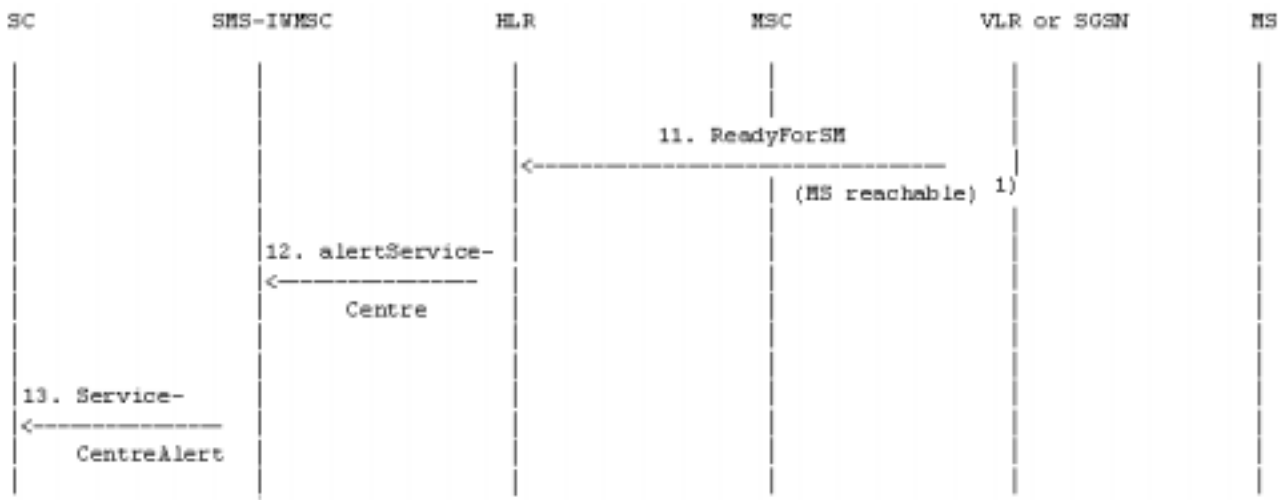 SC SMS-IWMSC HLR MSC VLR or SGSN MS
11. ReadyForSM
(MS reachable) 1)
12. alertService-
Centre
13. Service-
CentreAlert